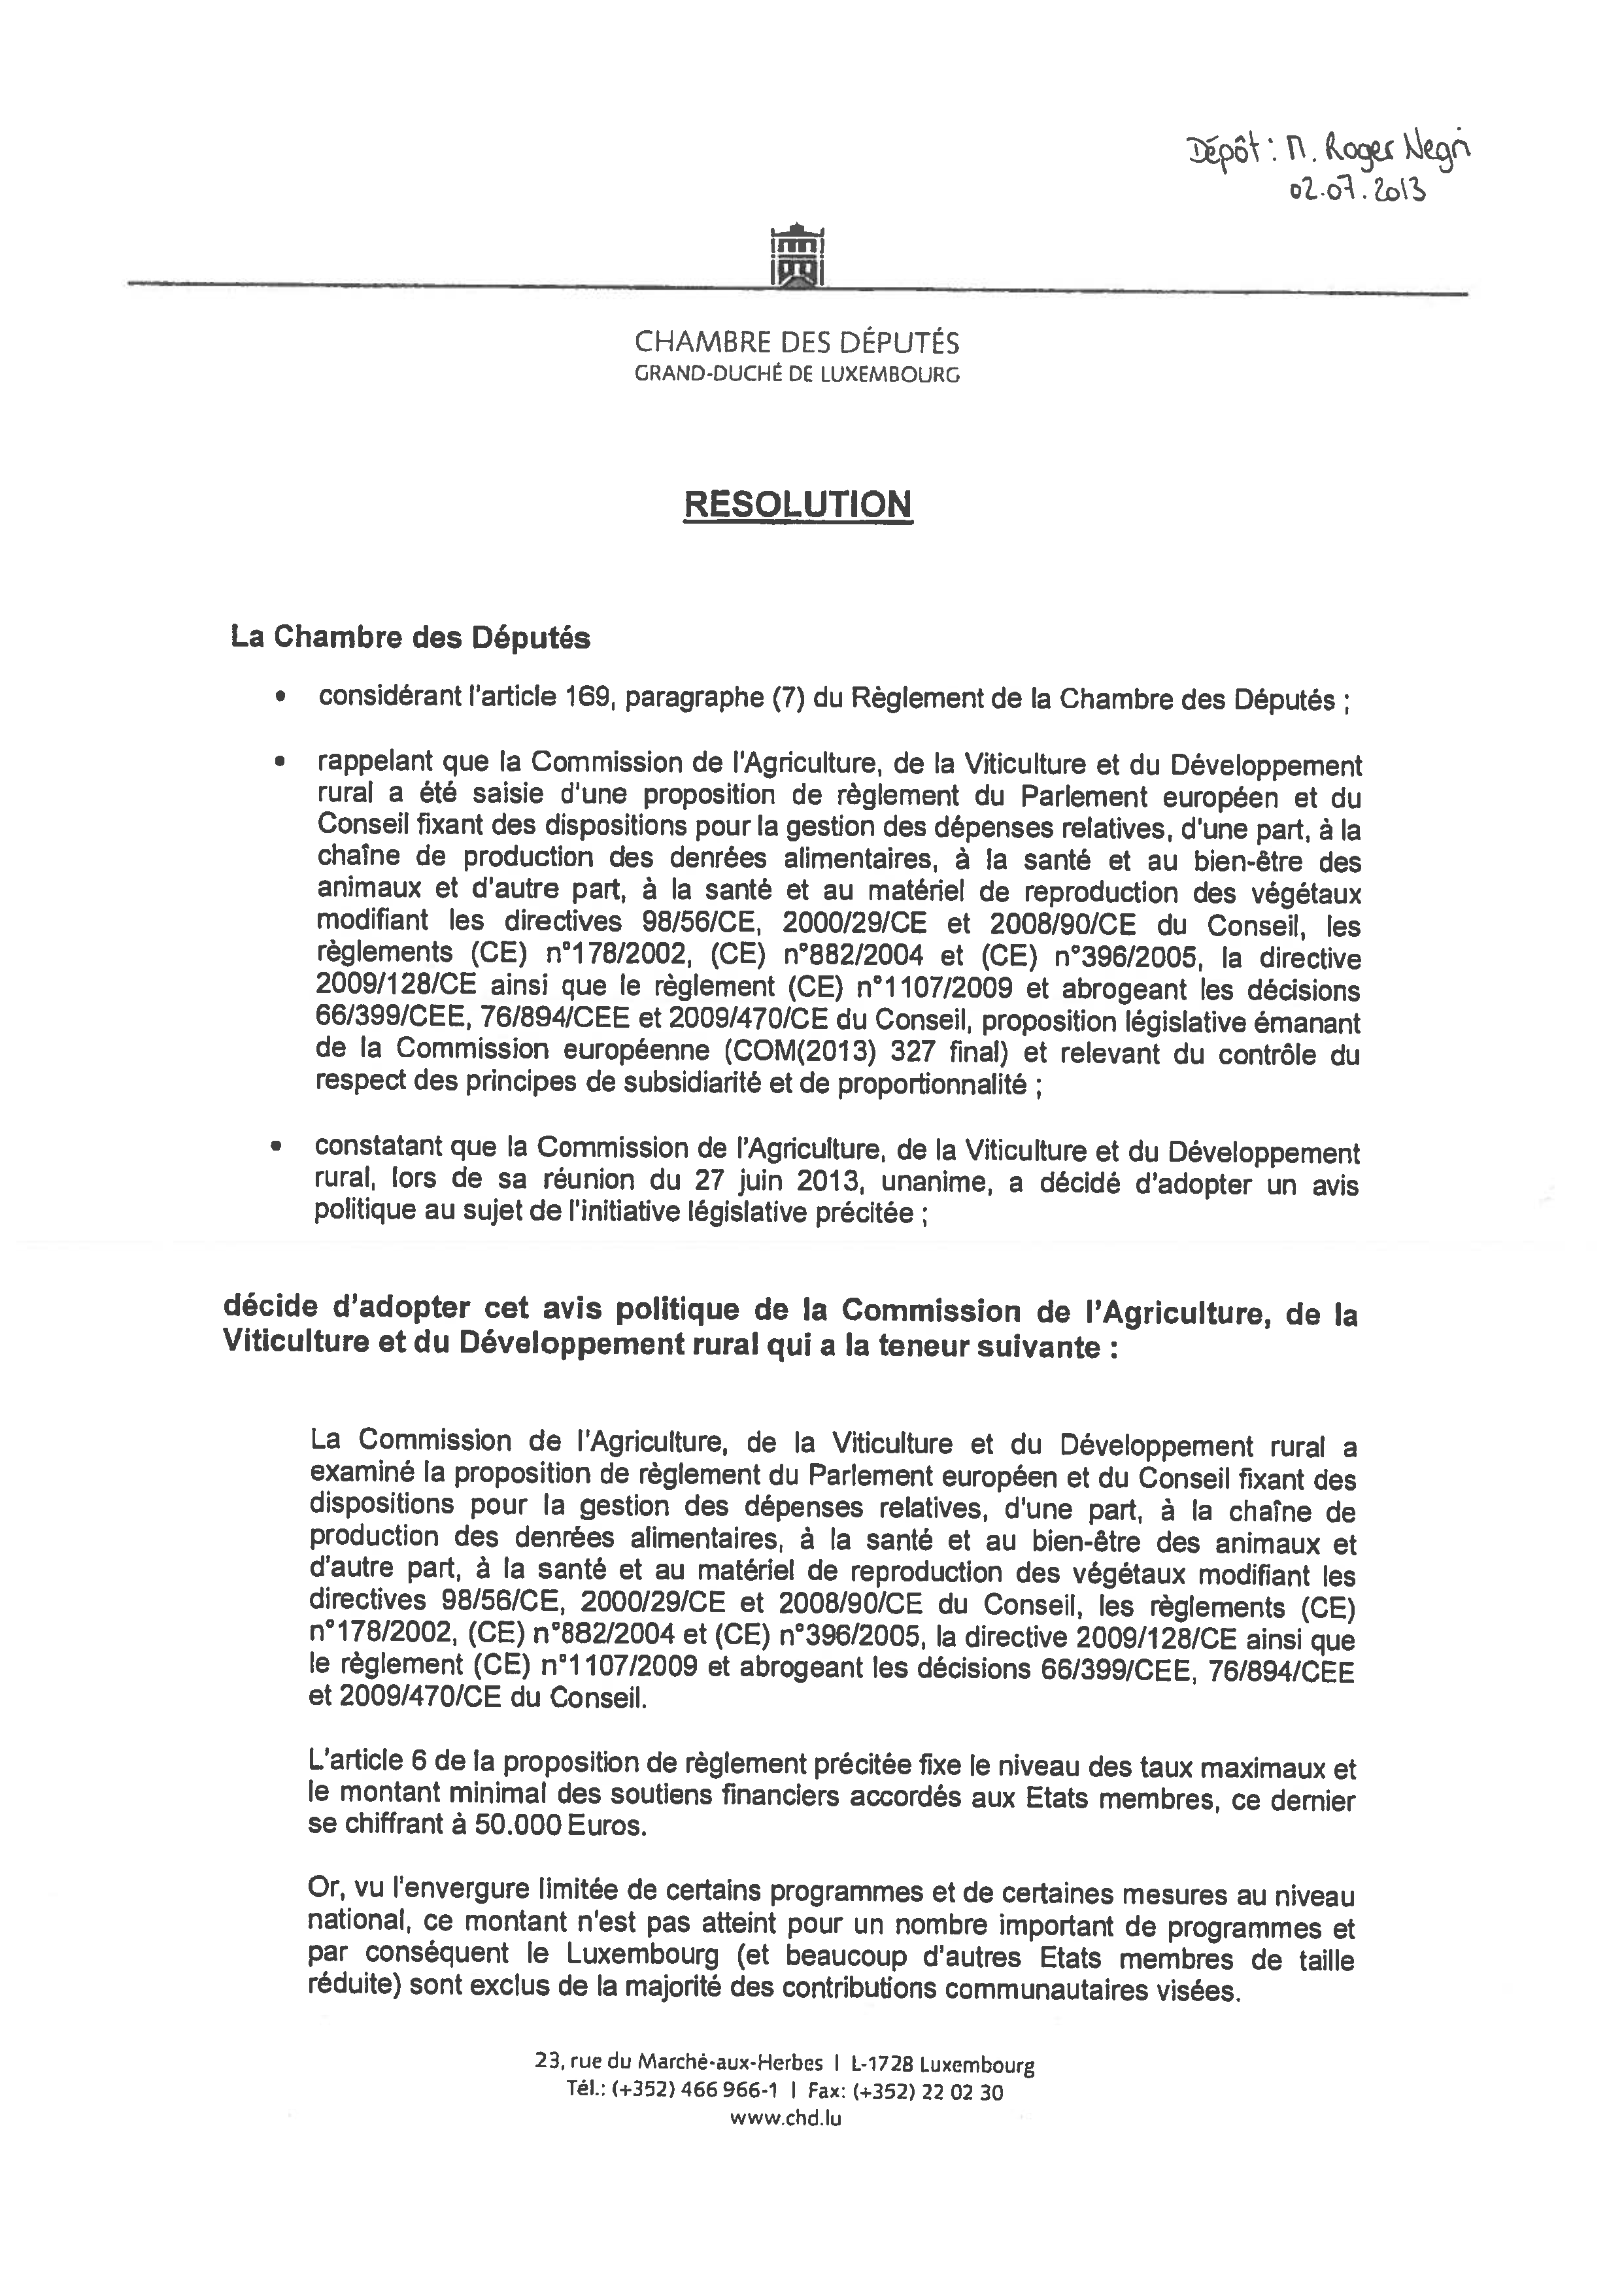 Dépôt : M. Roger Negri
02.07.2013
CHAMBRE DES DÉPUTÉS
GRAND-DUCHÉ DE LUXEMBOURG
RESOLUTION
La Chambre des Députés
• considérant l'article 169, paragraphe (7) du Règlement de la Chambre des Députés ;
• rappelant que la Commission de l'Agriculture, de la Viticulture et du Développement
rural a été saisie d'une proposition de règlement du Parlement européen et du
Conseil fixant des dispositions pour la gestion des dépenses relatives, d'une part, à la
chaîne de production des denrées alimentaires, à la santé et au bien-être des
animaux et d'autre part, à la santé et au matériel de reproduction des végétaux
modifiant les directives 98/56/CE, 2000/29/CE et 2008/90/CE du Conseil, les
règlements (CE) n°178/2002, (CE) n°882/2004 et (CE) n°396/2005, la directive
2009/128/CE ainsi que le règlement (CE) n°1107/2009 et abrogeant les décisions
66/399/CEE, 76/894/CEE et 2009/470/CE du Conseil, proposition législative émanant
de la Commission européenne (COM(2013) 327 final) et relevant du contrôle du
respect des principes de subsidiarité et de proportionnalité ;
• constatant que la Commission de l'Agriculture, de la Viticulture et du Développement
rural, lors de sa réunion du 27 juin 2013, unanime, a décidé d'adopter un avis
politique au sujet de l'initiative législative précitée ;
décide d'adopter cet avis politique de la Commission de l'Agriculture, de la
Viticulture et du Développement rural qui a la teneur suivante :
La Commission de l'Agriculture, de la Viticulture et du Développement rural a
examiné la proposition de règlement du Parlement européen et du Conseil fixant des
dispositions pour la gestion des dépenses relatives, d'une part, à la chaîne de
production des denrées alimentaires, à la santé et au bien-être des animaux et
d'autre part, à la santé et au matériel de reproduction des végétaux modifiant les
directives 98/56/CE, 2000/29/CE et 2008/90/CE du Conseil, les règlements (CE)
n°178/2002, (CE) n°882/2004 et (CE) n°396/2005, la directive 2009/128/CE ainsi que
le règlement (CE) n°1107/2009 et abrogeant les décisions 66/399/CEE, 76/894/CEE
et 2009/470/CE du Conseil.
L'article 6 de la proposition de règlement précitée fixe le niveau des taux maximaux et
le montant minimal des soutiens financiers accordés aux Etats membres, ce dernier
se chiffrant à 50.000 Euros.
Or, vu l'envergure limitée de certains programmes et de certaines mesures au niveau
national, ce montant n'est pas atteint pour un nombre important de programmes et
par conséquent le Luxembourg (et beaucoup d'autres Etats membres de taille
réduite) sont exclus de la majorité des contributions communautaires visées.
23, rue du Marché-aux-Herbes | L-1728 Luxembourg
Tél.: (+352) 466 966-1 | Fax: (+352) 22 02 30
www.chd.lu